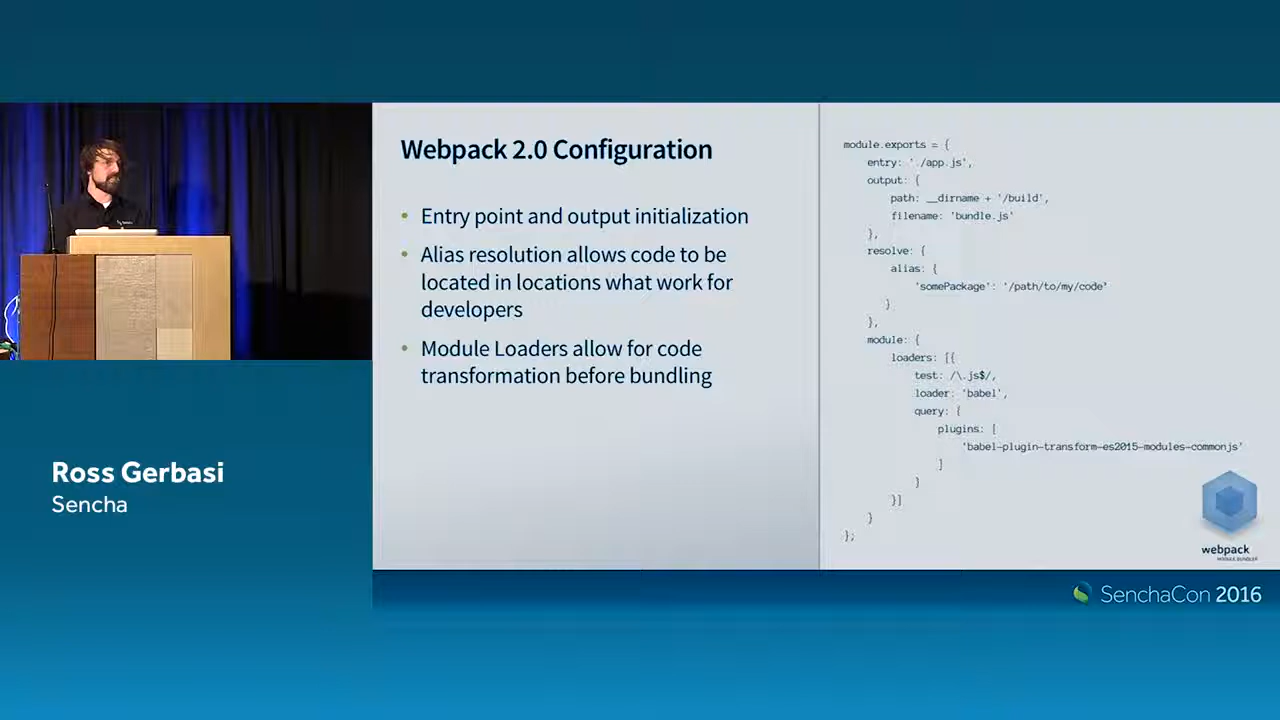 Webpack 2.0 Configuration
• Entry point and output initialization
• Alias resolution allows code to be
located in locations what work for
developers
• Module Loaders allow for code
transformation before bundling
module.exports = {
entry: './app.js',
output: {
path: __dirname + '/build',
filename: 'bundle.js'
},
resolve: {
alias: {
'somePackage': '/path/to/my/code'
}
},
module: {
loaders: [{
test: /\.js$/,
loader: 'babel',
query: {
plugins: [
'babel-plugin-transform-es2015-modules-commonjs'
]
}
}]
}
};
webpack
MODULE BUNDLER
Ross Gerbasi
Sencha
SenchaCon 2016